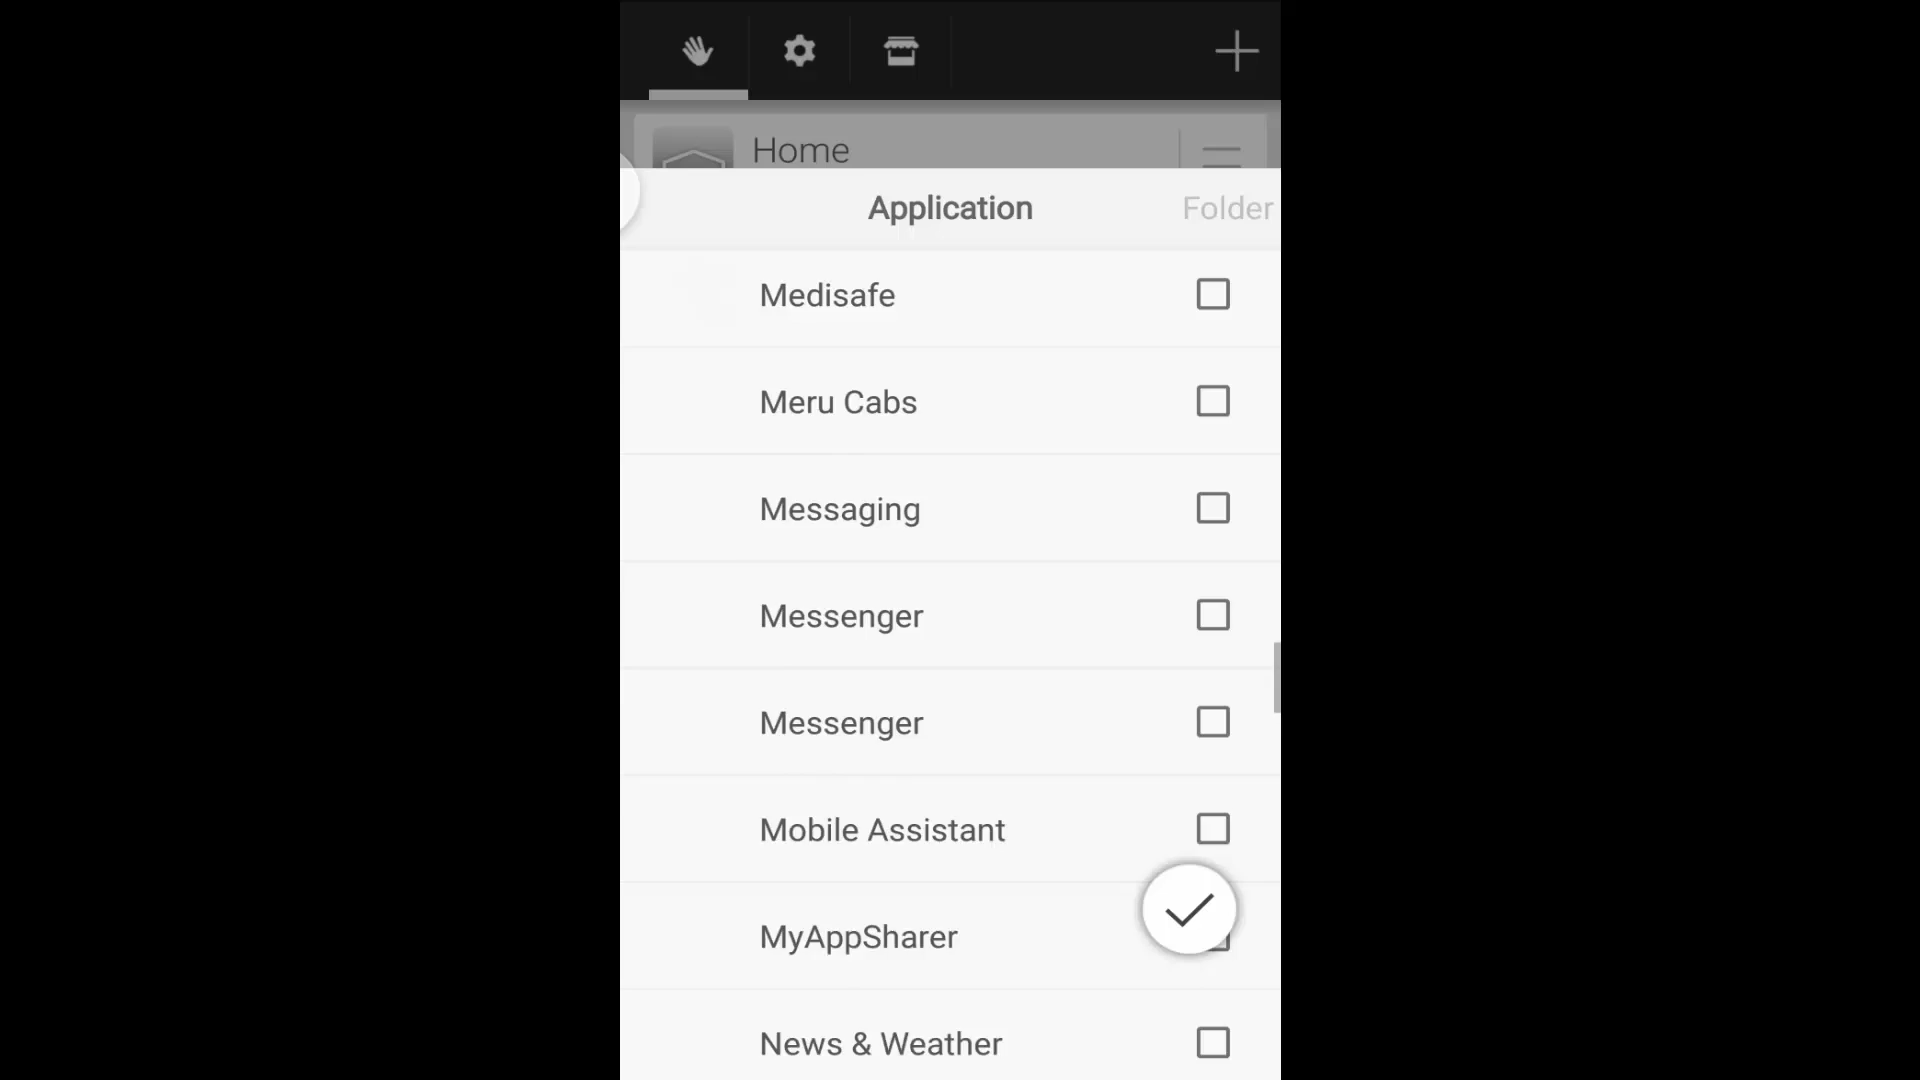 Home
Application
Folder
Medisafe
Meru Cabs
Messaging
Messenger
Messenger
Mobile Assistant
MyAppSharer
News & Weather